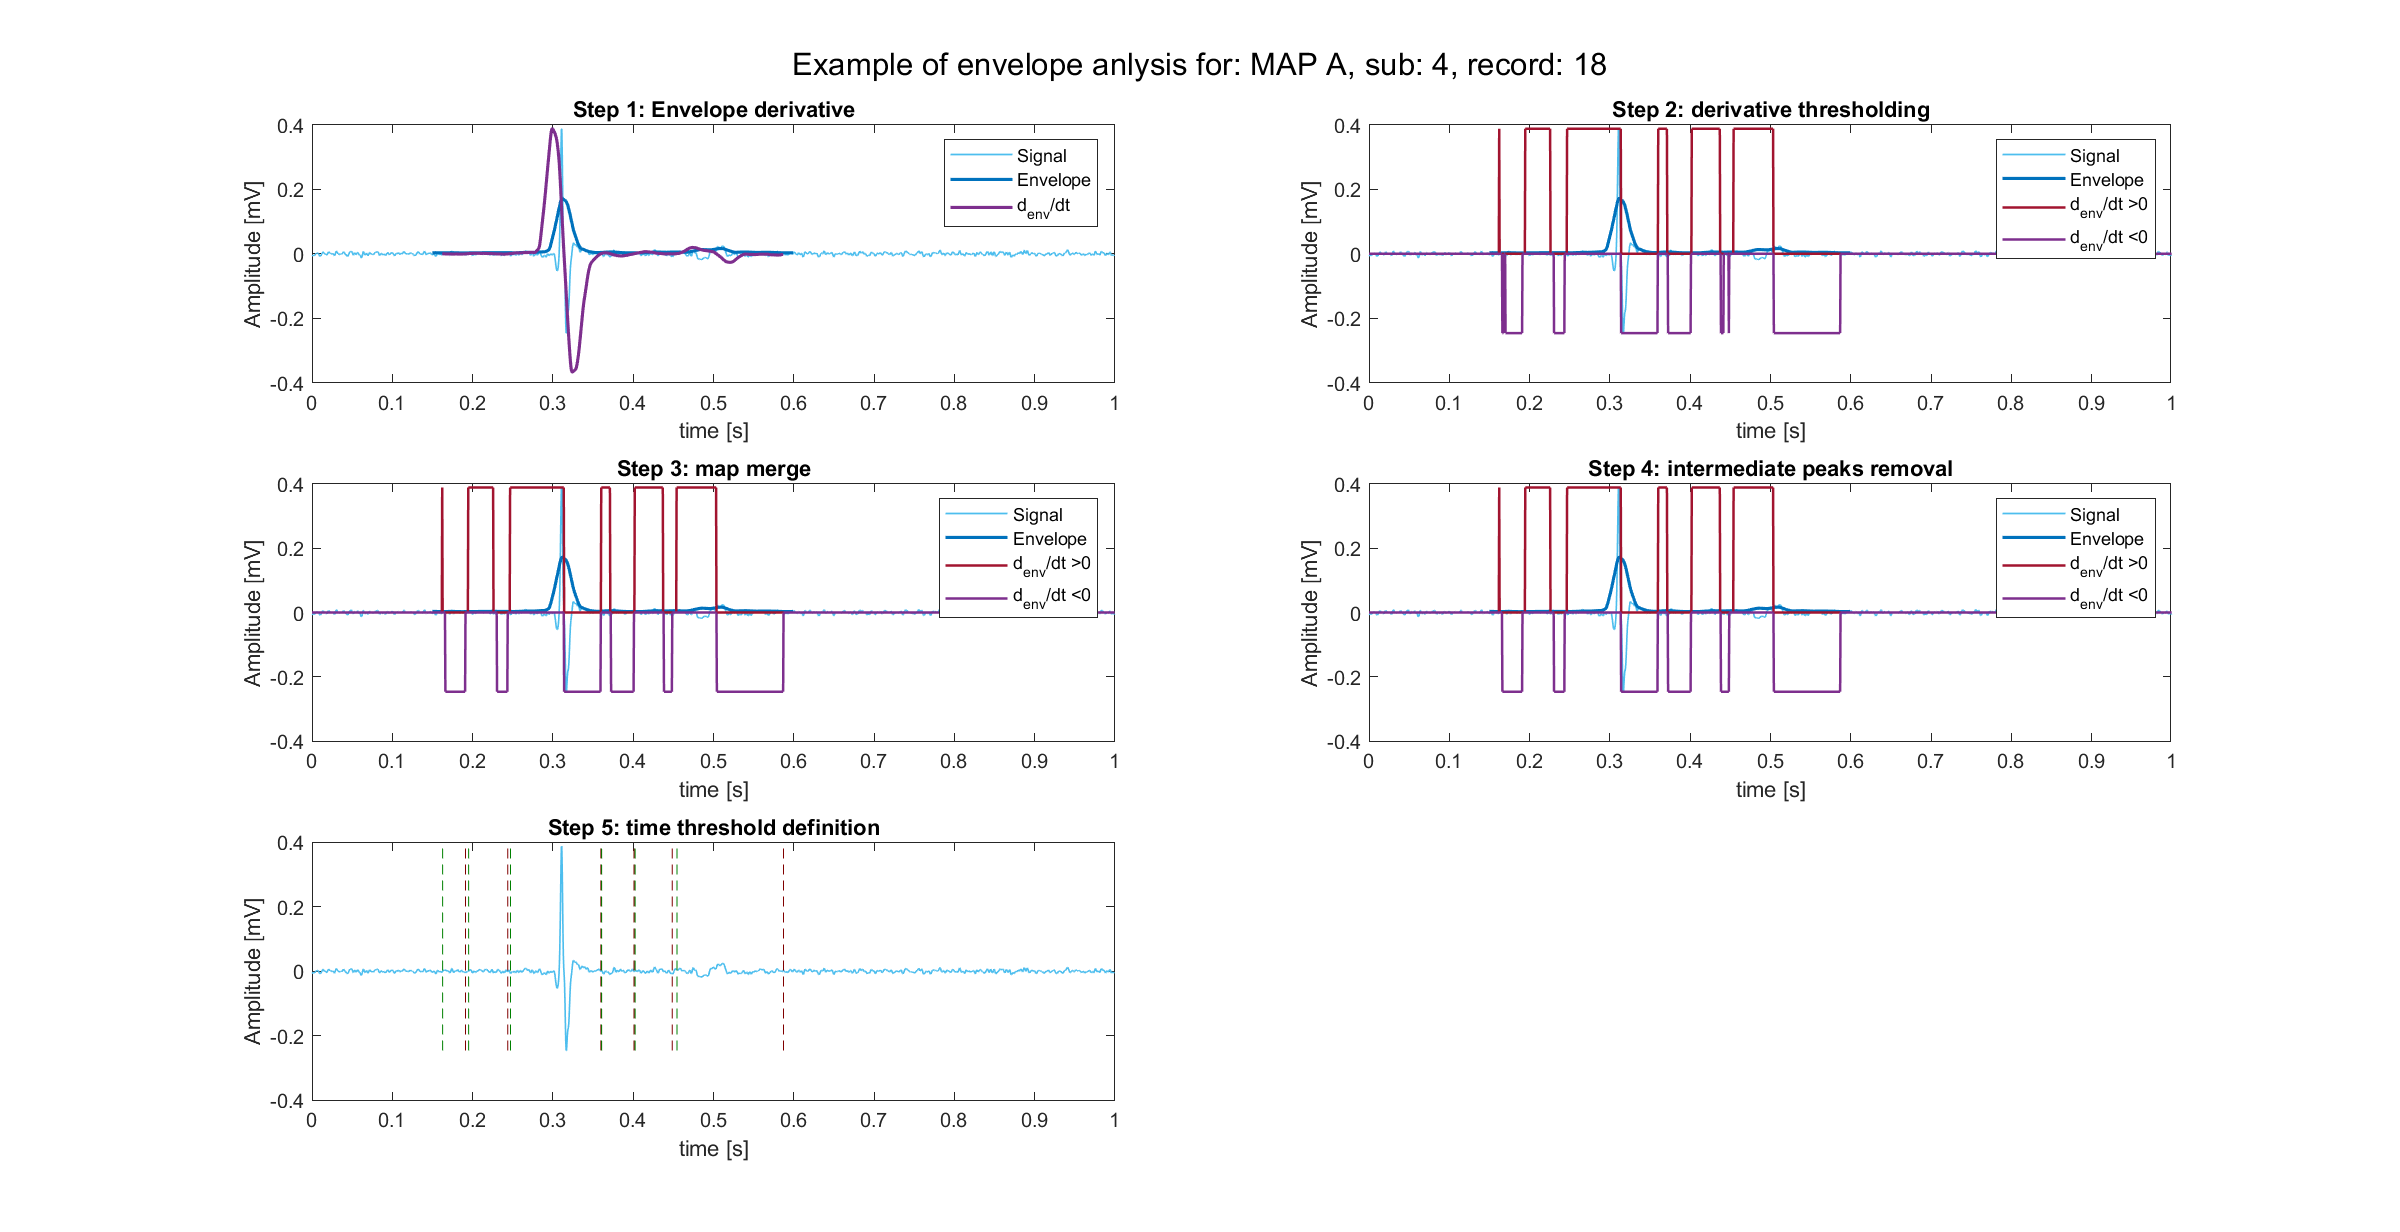 Example of envelope anlysis for: MAP A, sub: 4, record: 18
Step 1: Envelope derivative
Amplitude [mV]
0.4
0.2
0
-0.2
-0.4
0 0.1 0.2 0.3 0.4 0.5 0.6 0.7 0.8 0.9 1
time [s]
Signal
Envelope
d_env/dt
Step 2: derivative thresholding
Amplitude [mV]
0.4
0.2
0
-0.2
-0.4
0 0.1 0.2 0.3 0.4 0.5 0.6 0.7 0.8 0.9 1
time [s]
Signal
Envelope
d_env/dt >0
d_env/dt <0
Step 3: map merge
Amplitude [mV]
0.4
0.2
0
-0.2
-0.4
0 0.1 0.2 0.3 0.4 0.5 0.6 0.7 0.8 0.9 1
time [s]
Signal
Envelope
d_env/dt >0
d_env/dt <0
Step 4: intermediate peaks removal
Amplitude [mV]
0.4
0.2
0
-0.2
-0.4
0 0.1 0.2 0.3 0.4 0.5 0.6 0.7 0.8 0.9 1
time [s]
Signal
Envelope
d_env/dt >0
d_env/dt <0
Step 5: time threshold definition
Amplitude [mV]
0.4
0.2
0
-0.2
-0.4
0 0.1 0.2 0.3 0.4 0.5 0.6 0.7 0.8 0.9 1
time [s]